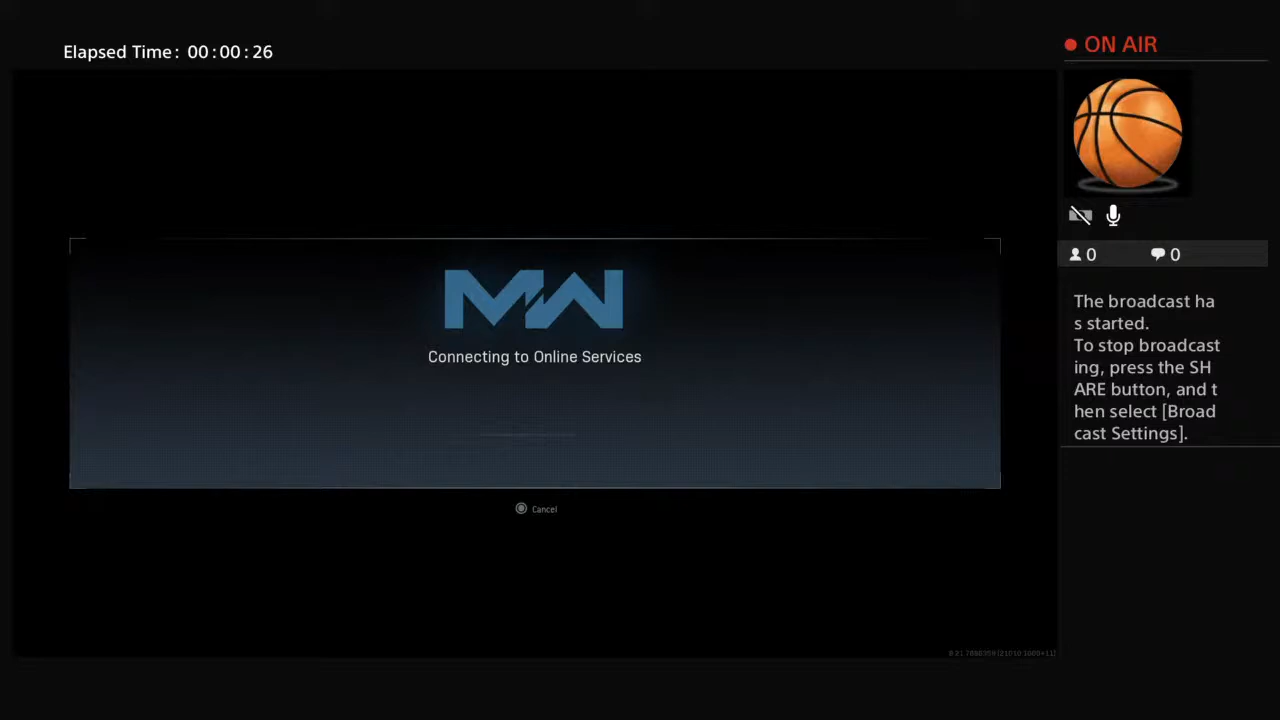 Elapsed Time: 00:00:26
ON AIR
0 0
The broadcast ha
s started.
To stop broadcast
ing, press the SH
ARE button, and t
hen select [Broad
cast Settings].
MW
Connecting to Online Services
Cancel